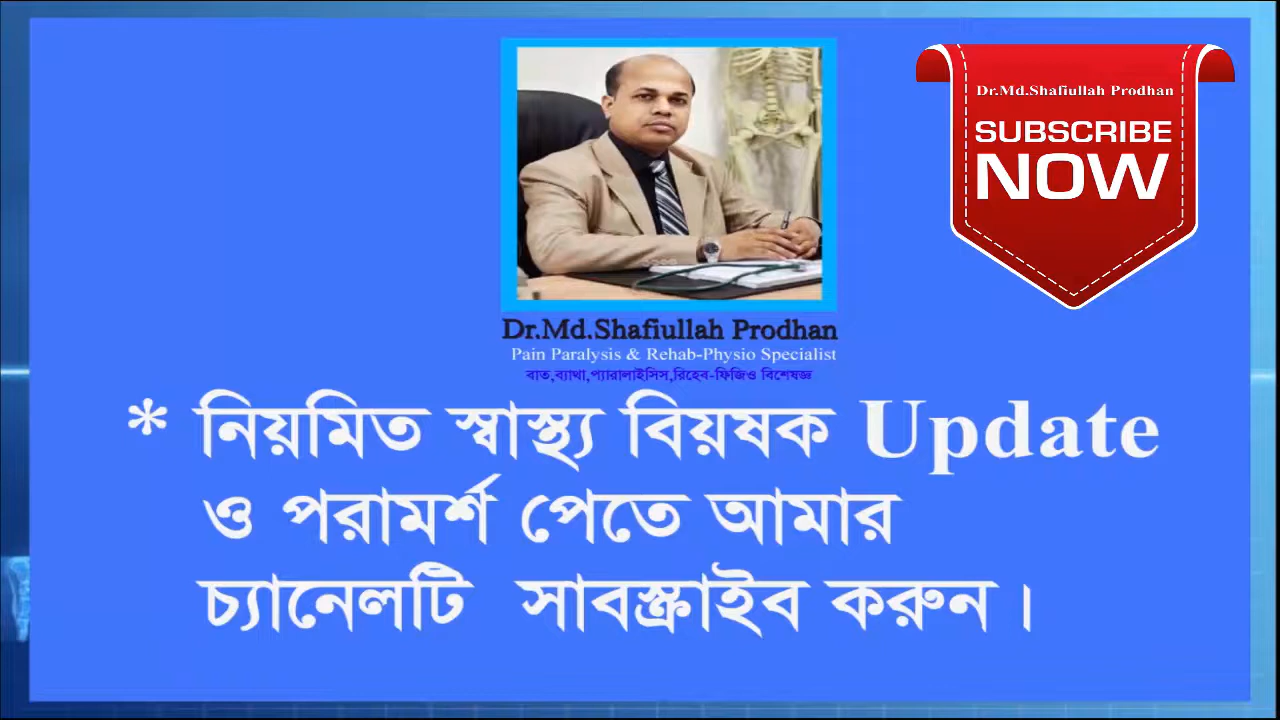 Dr.Md.Shafiullah Prodhan
SUBSCRIBE
NOW
Dr.Md.Shafiullah Prodhan
Pain Paralysis & Rehab-Physio Specialist
বাত,ব্যাথা,প্যারালাইসিস,রিহেব-ফিজিও বিশেষজ্ঞ
* নিয়মিত স্বাস্থ্য বিয়ষক Update
ও পরামর্শ পেতে আমার
চ্যানেলটি সাবস্ক্রাইব করুন।